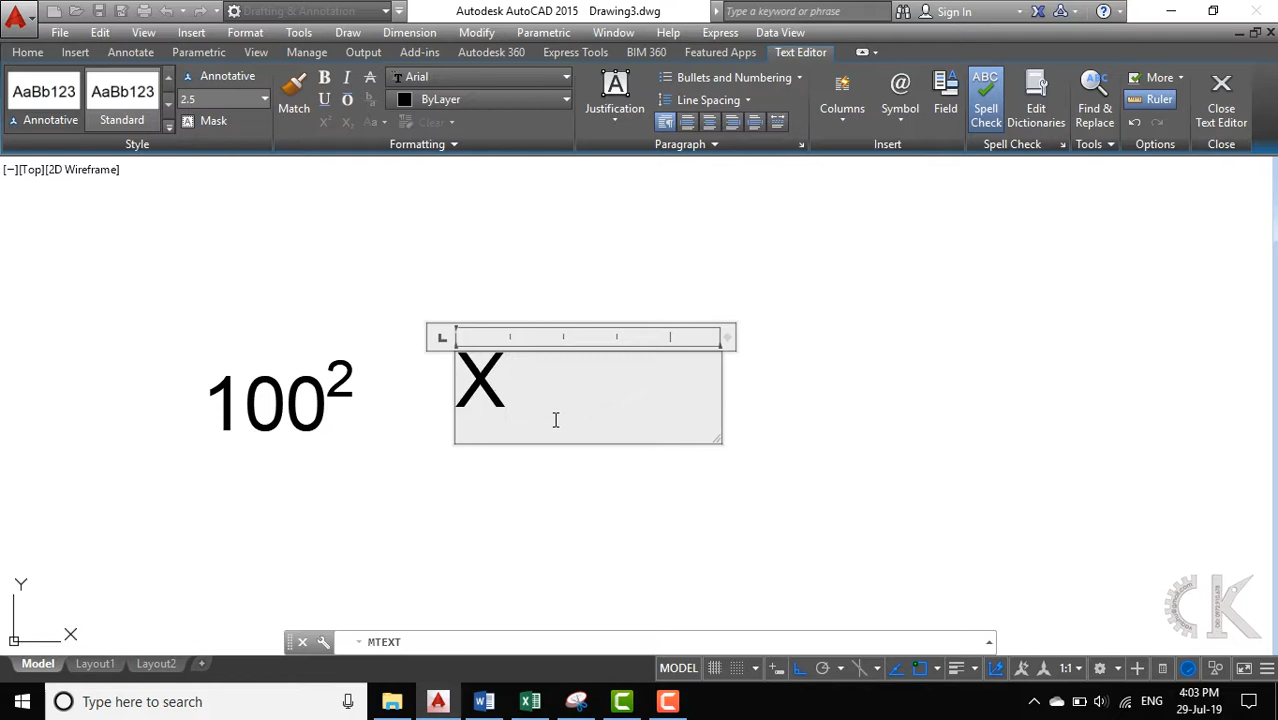 Drafting & Annotation
Autodesk AutoCAD 2015 Drawing3.dwg
Type a keyword or phrase
Sign In
File Edit View Insert Format Tools Draw Dimension Modify Parametric Window Help Express Data View
Home Insert Annotate Parametric View Manage Output Add-ins Autodesk 360 Express Tools BIM 360 Featured Apps Text Editor
AaBb123 AaBb123
Annotative Standard
Annotative
2.5
Mask
Style
Match
B I A
U O
Arial
ByLayer
Clear
Formatting
Justification
Bullets and Numbering
Line Spacing
Paragraph
Columns Symbol Field
Insert
ABC
Spell Check
Edit Dictionaries
Spell Check
Find & Replace
Tools
More
Ruler
Options
Close Text Editor
Close
[−][Top][2D Wireframe]
100²
X
Y
X
CK
MTEXT
Model Layout1 Layout2 +
MODEL
1:1
Type here to search
ENG
4:03 PM
29-Jul-19